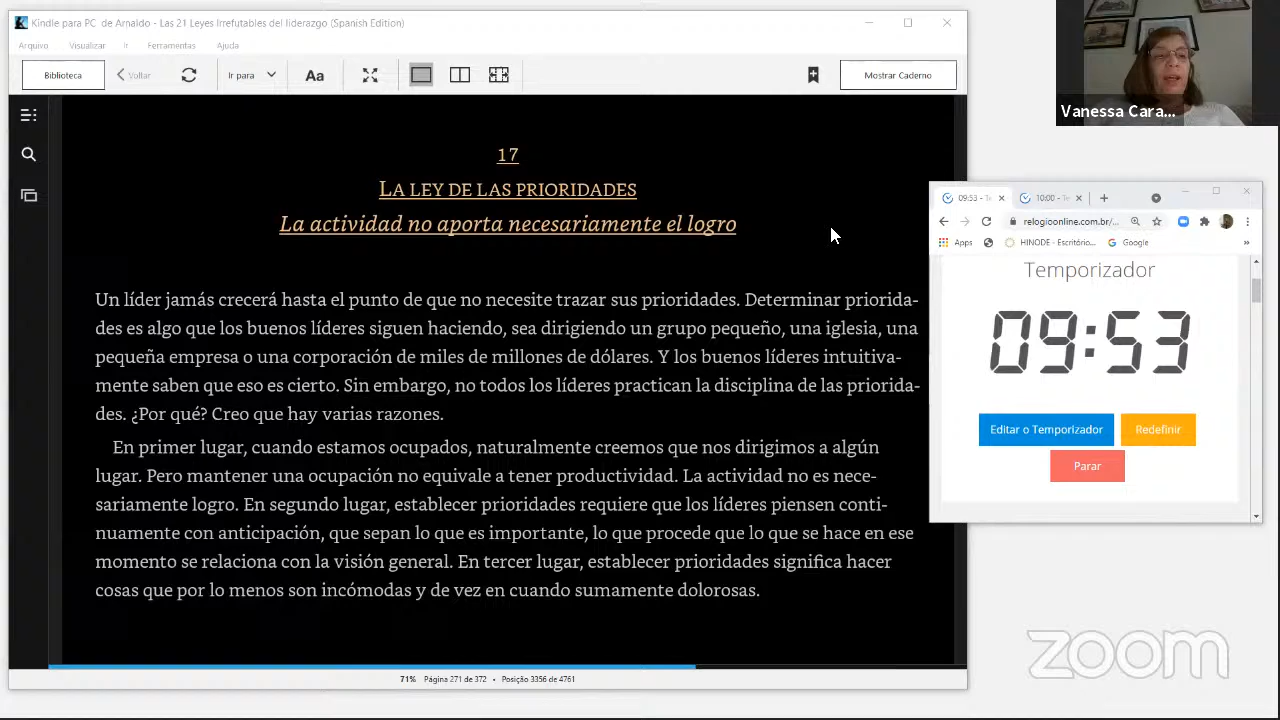 Kindle para PC de Arnaldo - Las 21 Leyes Irrefutables del liderazgo (Spanish Edition)
Arquivo Visualizar Ir Ferramentas Ajuda
Biblioteca Voltar Ir para Aa Mostrar Caderno
17
LA LEY DE LAS PRIORIDADES
La actividad no aporta necesariamente el logro
Un líder jamás crecerá hasta el punto de que no necesite trazar sus prioridades. Determinar priorida-
des es algo que los buenos líderes siguen haciendo, sea dirigiendo un grupo pequeño, una iglesia, una
pequeña empresa o una corporación de miles de millones de dólares. Y los buenos líderes intuitiva-
mente saben que eso es cierto. Sin embargo, no todos los líderes practican la disciplina de las priorida-
des. ¿Por qué? Creo que hay varias razones.
En primer lugar, cuando estamos ocupados, naturalmente creemos que nos dirigimos a algún
lugar. Pero mantener una ocupación no equivale a tener productividad. La actividad no es nece-
sariamente logro. En segundo lugar, establecer prioridades requiere que los líderes piensen conti-
nuamente con anticipación, que sepan lo que es importante, lo que procede que lo que se hace en ese
momento se relaciona con la visión general. En tercer lugar, establecer prioridades significa hacer
cosas que por lo menos son incómodas y de vez en cuando sumamente dolorosas.
71% Página 271 de 372 • Posição 3356 de 4761
Vanessa Cara...
09:53 - Te 10:00 - Te
relogioonline.com.br/...
Apps HINODE - Escritório... Google »
Temporizador
09:53
Editar o Temporizador Redefinir
Parar
zoom